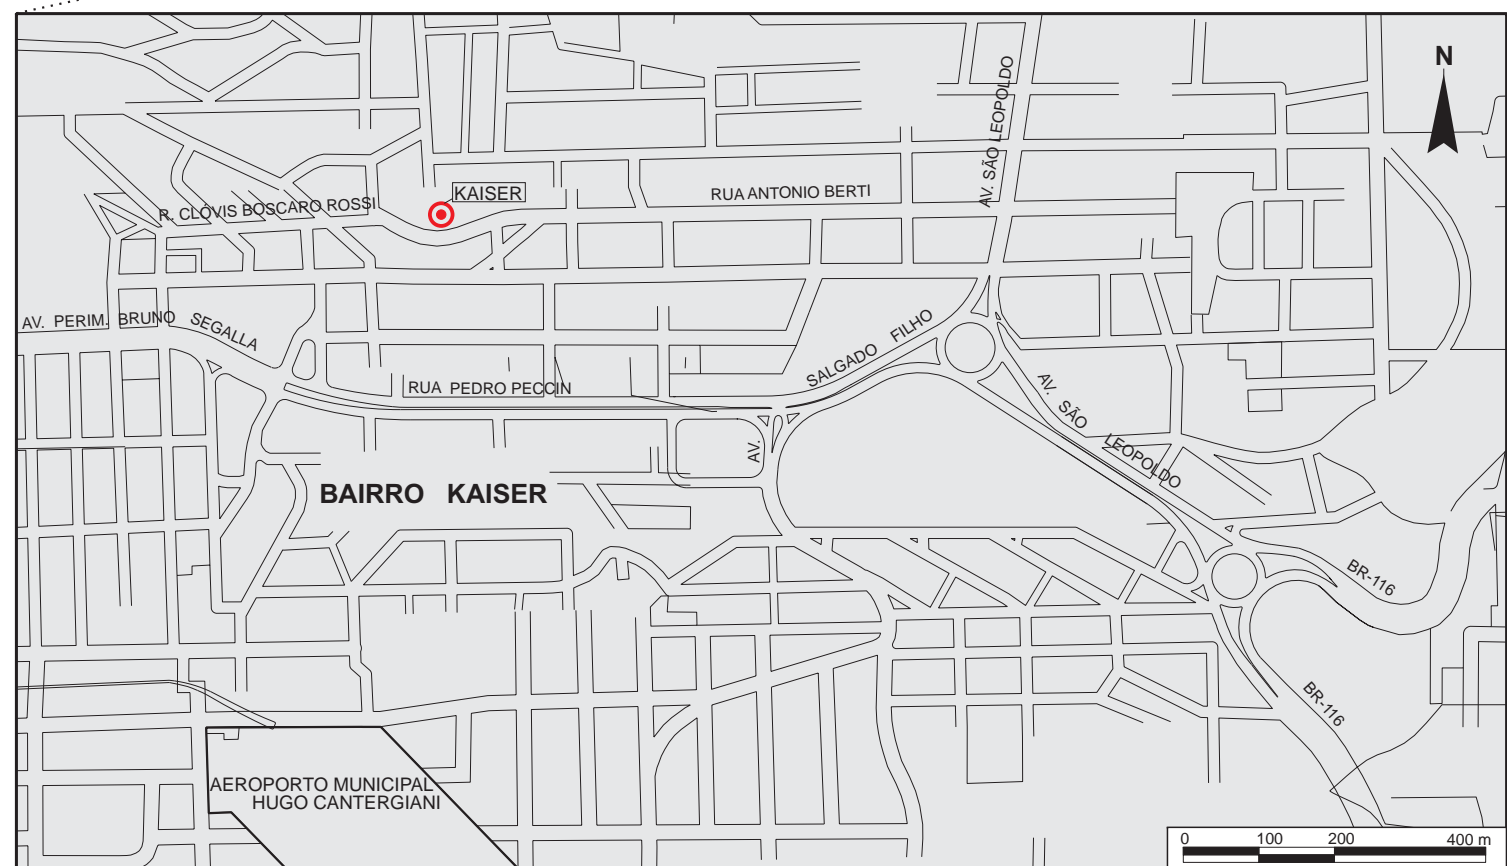 N
AV. SÃO LEOPOLDO
KAISER
RUA ANTONIO BERTI
R. CLÓVIS BOSCARO ROSSI
AV. PERIM. BRUNO SEGALLA
SALGADO FILHO
RUA PEDRO PECCIN
AV. SÃO LEOPOLDO
AV.
BAIRRO KAISER
BR-116
BR-116
AEROPORTO MUNICIPAL
HUGO CANTERGIANI
0 100 200 400 m